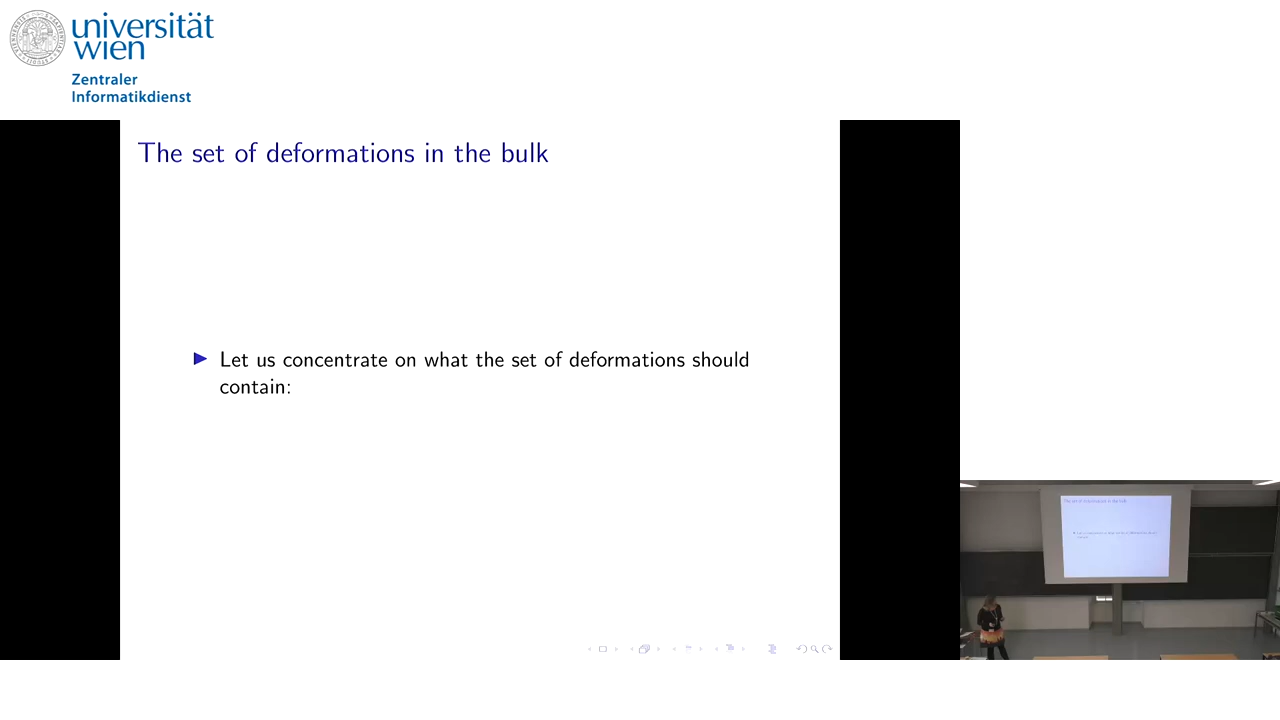 universität
wien
Zentraler
Informatikdienst
The set of deformations in the bulk
▶ Let us concentrate on what the set of deformations should
contain: